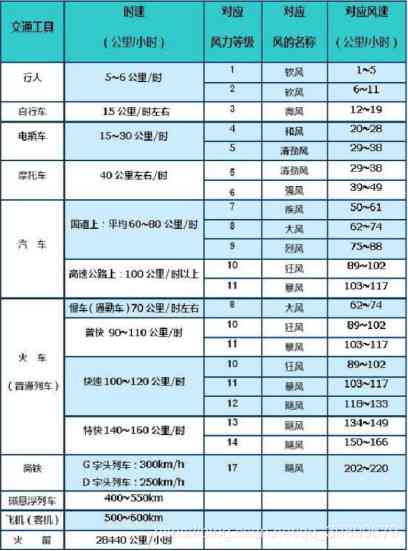 交通工具 时速 (公里/小时) 对应 风力等级 对应 风的名称 对应风速 (公里/小时)
行人 5~6 公里/时 1 软风 1~5
2 软风 6~11
自行车 15 公里/时左右 3 微风 12~19
电瓶车 15~30 公里/时 4 和风 20~28
5 清劲风 29~38
摩托车 40 公里左右/时 5 清劲风 29~38
6 强风 39~49
汽 车 国道上:平均60~80 公里/时 7 疾风 50~61
8 大风 62~74
9 烈风 75~88
高速公路上:100 公里/时以上 10 狂风 89~102
11 暴风 103~117
火 车 (普通列车) 慢车(通勤车)70 公里/时左右 8 大风 62~74
普快 90~110 公里/时 10 狂风 89~102
11 暴风 103~117
快速100~120 公里/时 10 狂风 89~102
11 暴风 103~117
12 飓风 118~133
特快140~160 公里/时 13 飓风 134~149
14 飓风 150~166
高铁 G 字头列车:300km/h 17 飓风 202~220
D 字头列车:250km/h
磁悬浮列车 400~550km
飞机(客机) 500~600km
火 箭 28440 公里/小时